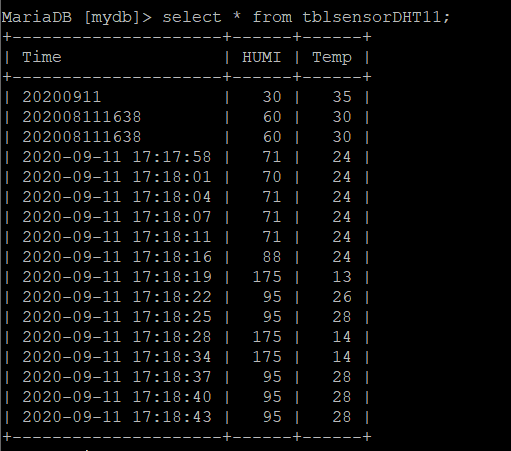 MariaDB [mydb]> select * from tblsensorDHT11;
+---------------------+------+------+
| Time                | HUMI | Temp |
+---------------------+------+------+
| 20200911            |   30 |   35 |
| 202008111638        |   60 |   30 |
| 202008111638        |   60 |   30 |
| 2020-09-11 17:17:58 |   71 |   24 |
| 2020-09-11 17:18:01 |   70 |   24 |
| 2020-09-11 17:18:04 |   71 |   24 |
| 2020-09-11 17:18:07 |   71 |   24 |
| 2020-09-11 17:18:11 |   71 |   24 |
| 2020-09-11 17:18:16 |   88 |   24 |
| 2020-09-11 17:18:19 |  175 |   13 |
| 2020-09-11 17:18:22 |   95 |   26 |
| 2020-09-11 17:18:25 |   95 |   28 |
| 2020-09-11 17:18:28 |  175 |   14 |
| 2020-09-11 17:18:34 |  175 |   14 |
| 2020-09-11 17:18:37 |   95 |   28 |
| 2020-09-11 17:18:40 |   95 |   28 |
| 2020-09-11 17:18:43 |   95 |   28 |
+---------------------+------+------+